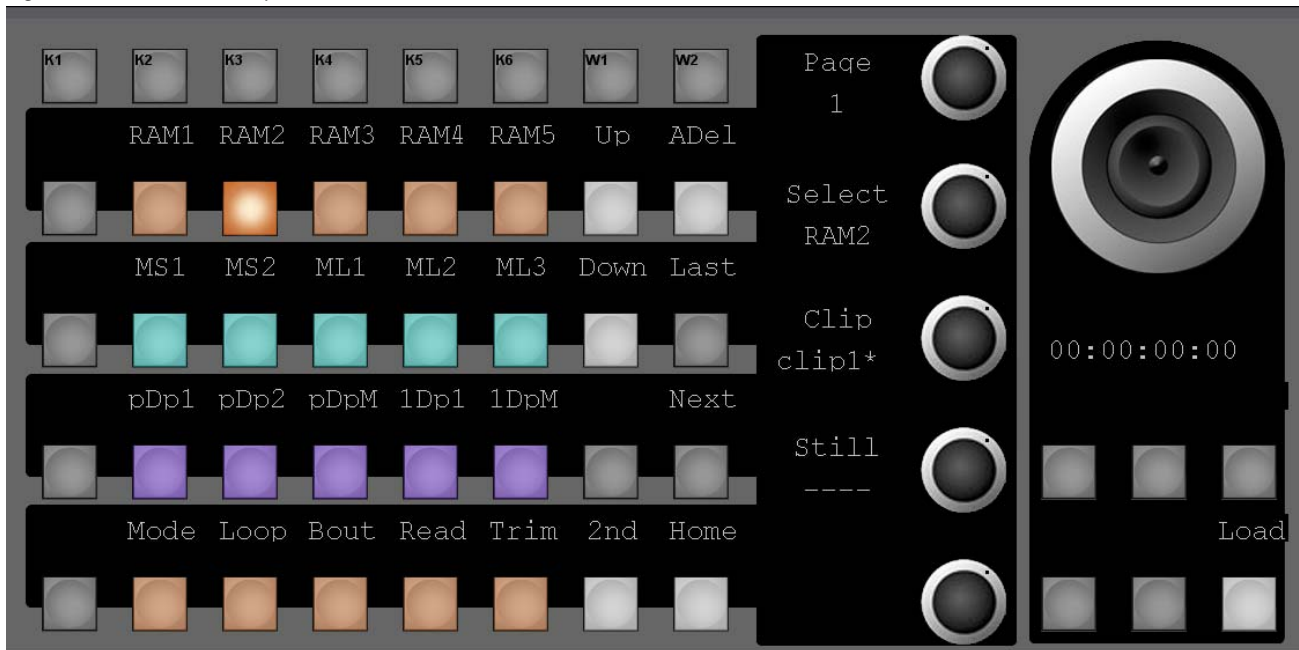 K1 K2 K3 K4 K5 K6 W1 W2
RAM1 RAM2 RAM3 RAM4 RAM5 Up ADel
MS1 MS2 ML1 ML2 ML3 Down Last
pDp1 pDp2 pDpM 1Dp1 1DpM Next
Mode Loop Bout Read Trim 2nd Home
Page
1
Select
RAM2
Clip
clip1*
Still
----
00:00:00:00
Load